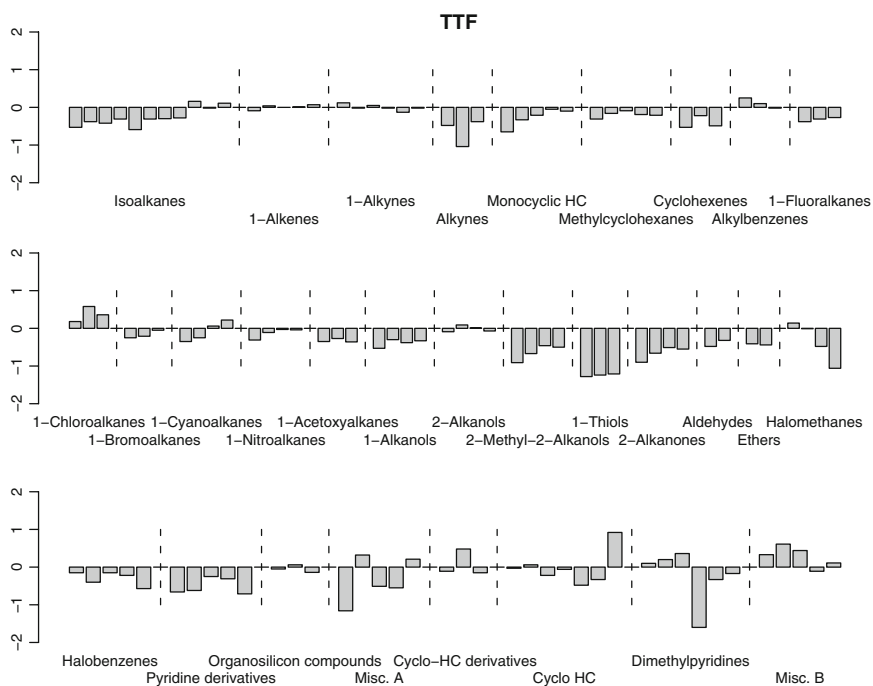 TTF
2
1
0
−1
−2
Isoalkanes 1−Alkynes Monocyclic HC Cyclohexenes 1−Fluoralkanes
1−Alkenes Alkynes Methylcyclohexanes Alkylbenzenes
2
1
0
−1
−2
1−Chloroalkanes 1−Cyanoalkanes 1−Acetoxyalkanes 2−Alkanols 1−Thiols Aldehydes Halomethanes
1−Bromoalkanes 1−Nitroalkanes 1−Alkanols 2−Methyl−2−Alkanols 2−Alkanones Ethers
2
1
0
−1
−2
Halobenzenes Organosilicon compounds Cyclo−HC derivatives Dimethylpyridines
Pyridine derivatives Misc. A Cyclo HC Misc. B